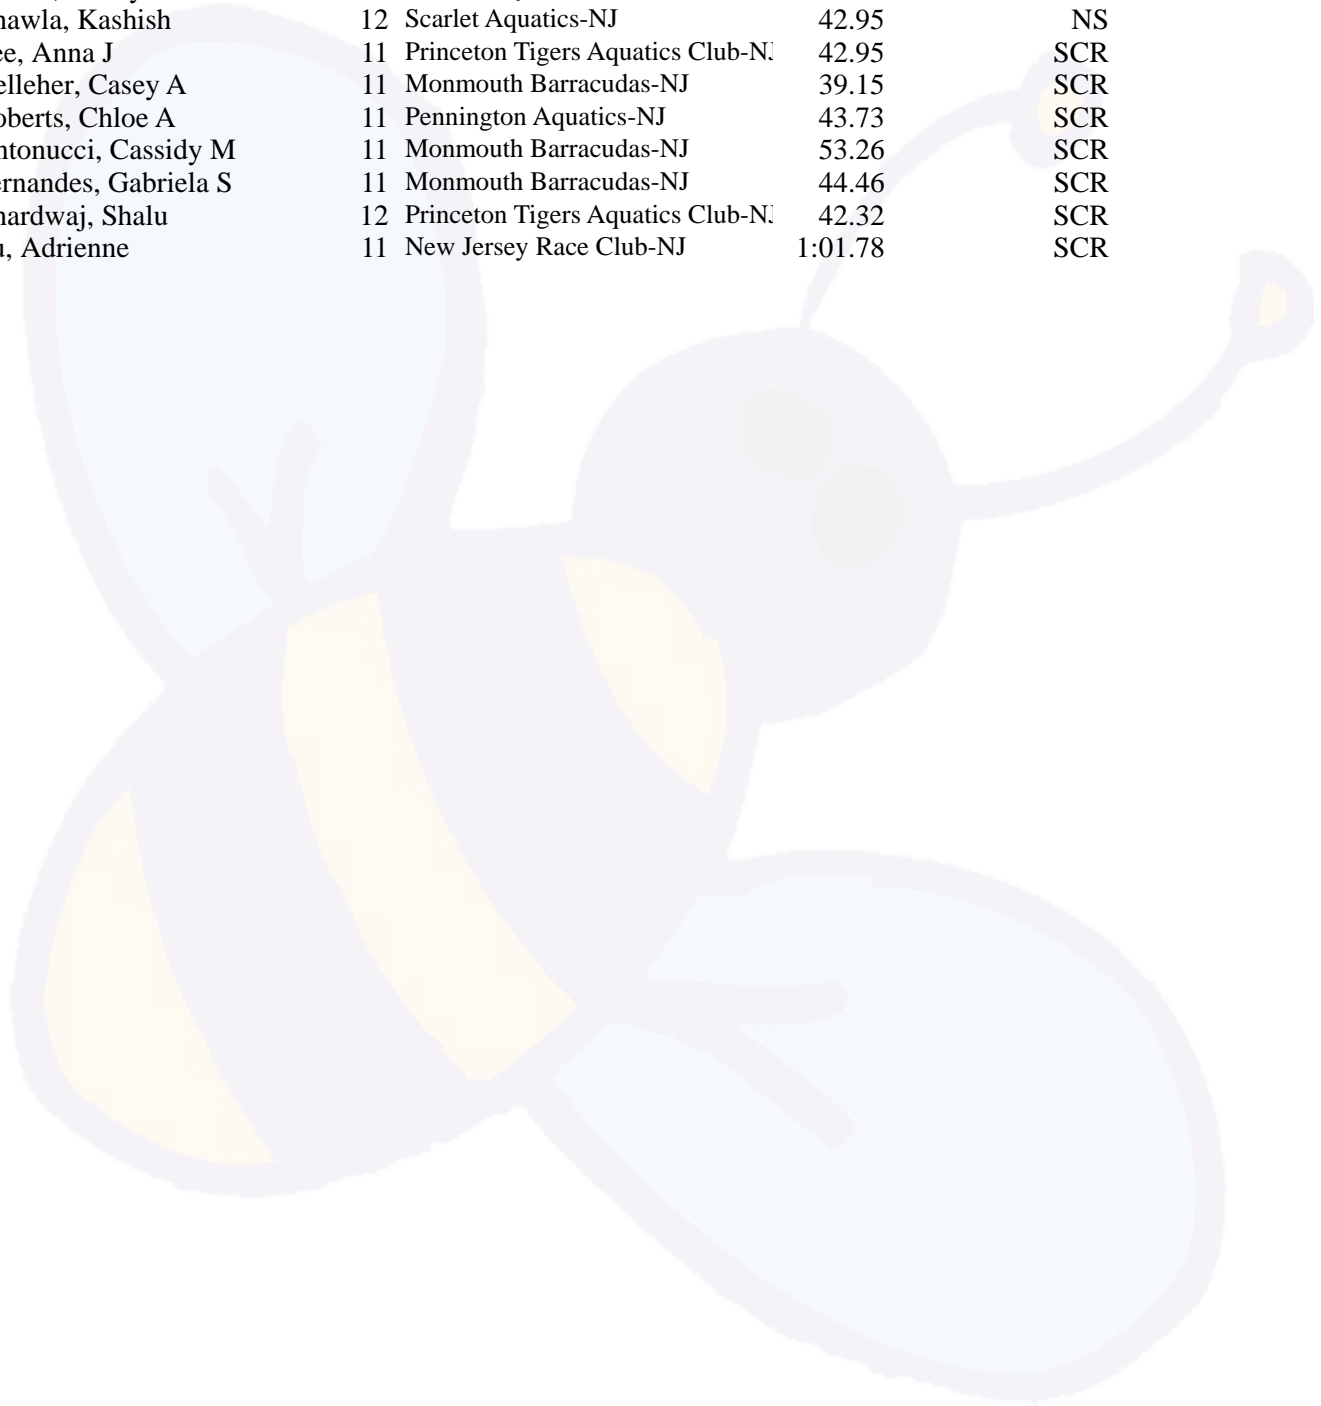 hawla, Kashish 12 Scarlet Aquatics-NJ 42.95 NS
ee, Anna J 11 Princeton Tigers Aquatics Club-NJ 42.95 SCR
elleher, Casey A 11 Monmouth Barracudas-NJ 39.15 SCR
oberts, Chloe A 11 Pennington Aquatics-NJ 43.73 SCR
ntonucci, Cassidy M 11 Monmouth Barracudas-NJ 53.26 SCR
ernandes, Gabriela S 11 Monmouth Barracudas-NJ 44.46 SCR
hardwaj, Shalu 12 Princeton Tigers Aquatics Club-NJ 42.32 SCR
u, Adrienne 11 New Jersey Race Club-NJ 1:01.78 SCR